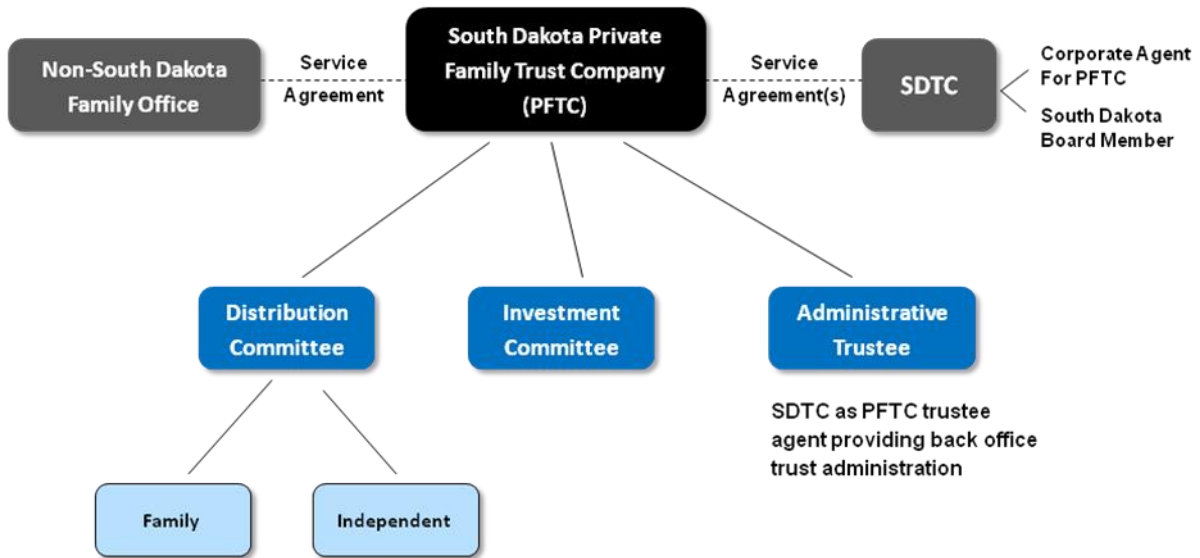 Non-South Dakota
Family Office
Service
Agreement
South Dakota Private
Family Trust Company
(PFTC)
Service
Agreement(s)
SDTC
Corporate Agent
For PFTC
South Dakota
Board Member
Distribution
Committee
Investment
Committee
Administrative
Trustee
SDTC as PFTC trustee
agent providing back office
trust administration
Family
Independent